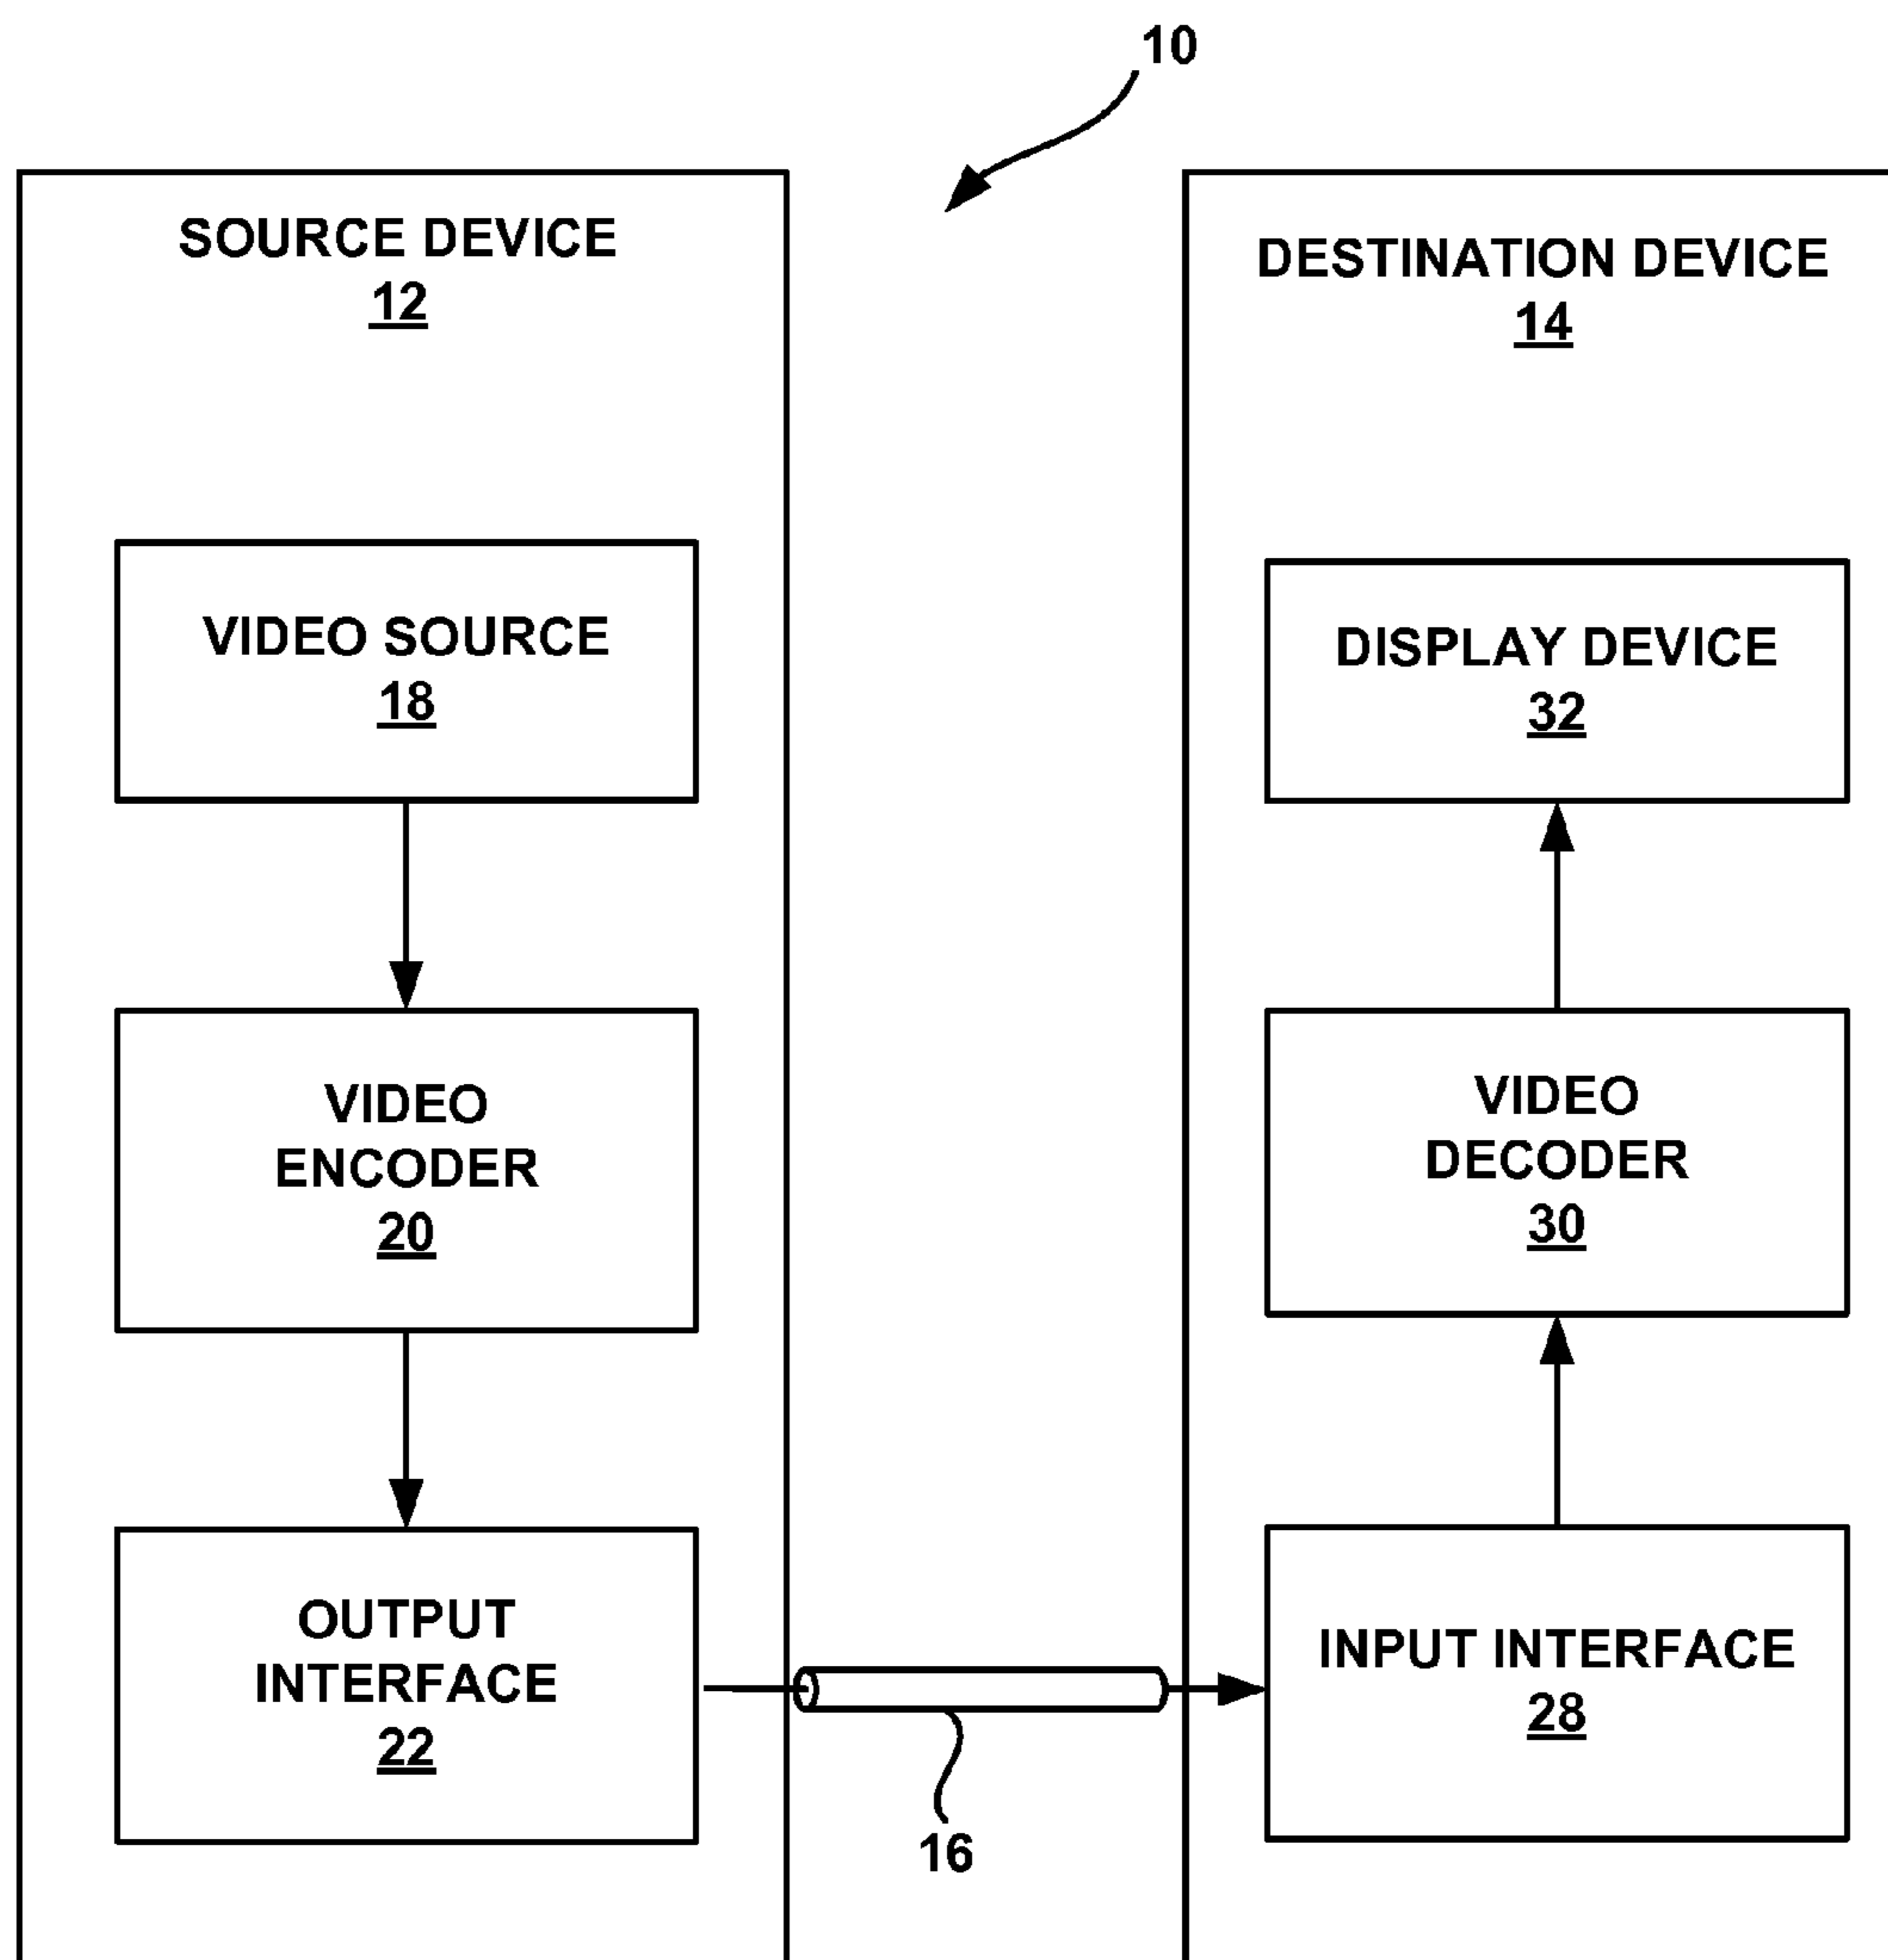 10
SOURCE DEVICE
12
VIDEO SOURCE
18
VIDEO
ENCODER
20
OUTPUT
INTERFACE
22
16
DESTINATION DEVICE
14
DISPLAY DEVICE
32
VIDEO
DECODER
30
INPUT INTERFACE
28